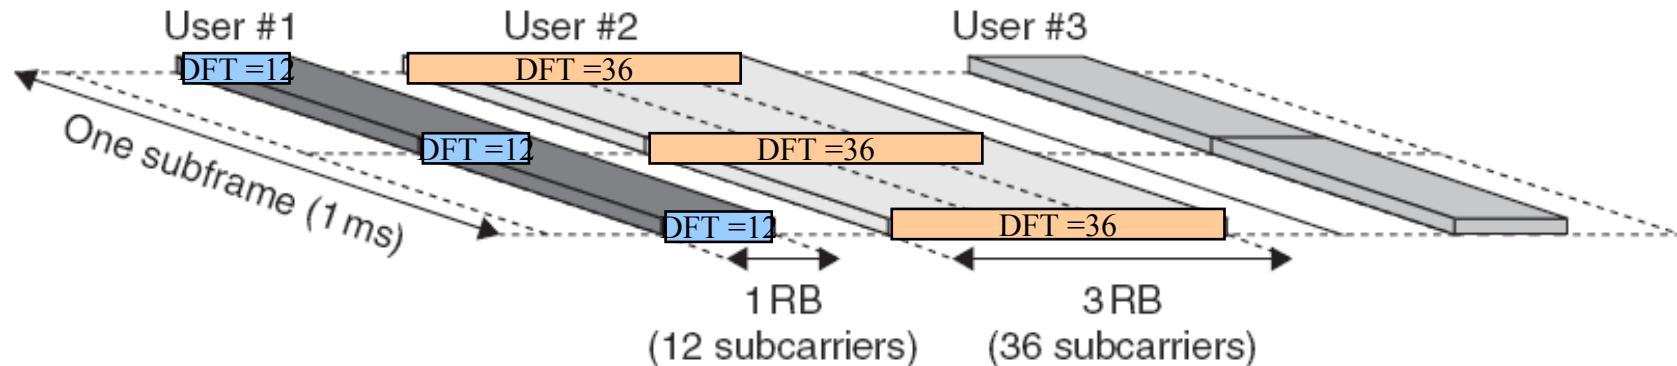 User #1
User #2
User #3
DFT =12
DFT =36
One subframe (1 ms)
DFT =12
DFT =36
DFT =12
DFT =36
1 RB
(12 subcarriers)
3 RB
(36 subcarriers)